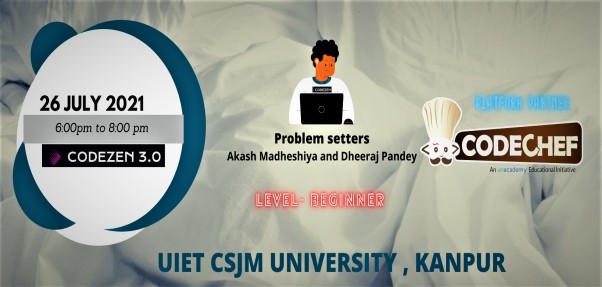 26 JULY 2021
6:00pm to 8:00 pm
CODEZEN 3.0
CODEZEN
Problem setters
Akash Madheshiya and Dheeraj Pandey
LEVEL- BEGINNER
PLATFORM PARTNER
CODECHEF
An unacademy Educational Initiative
UIET CSJM UNIVERSITY , KANPUR